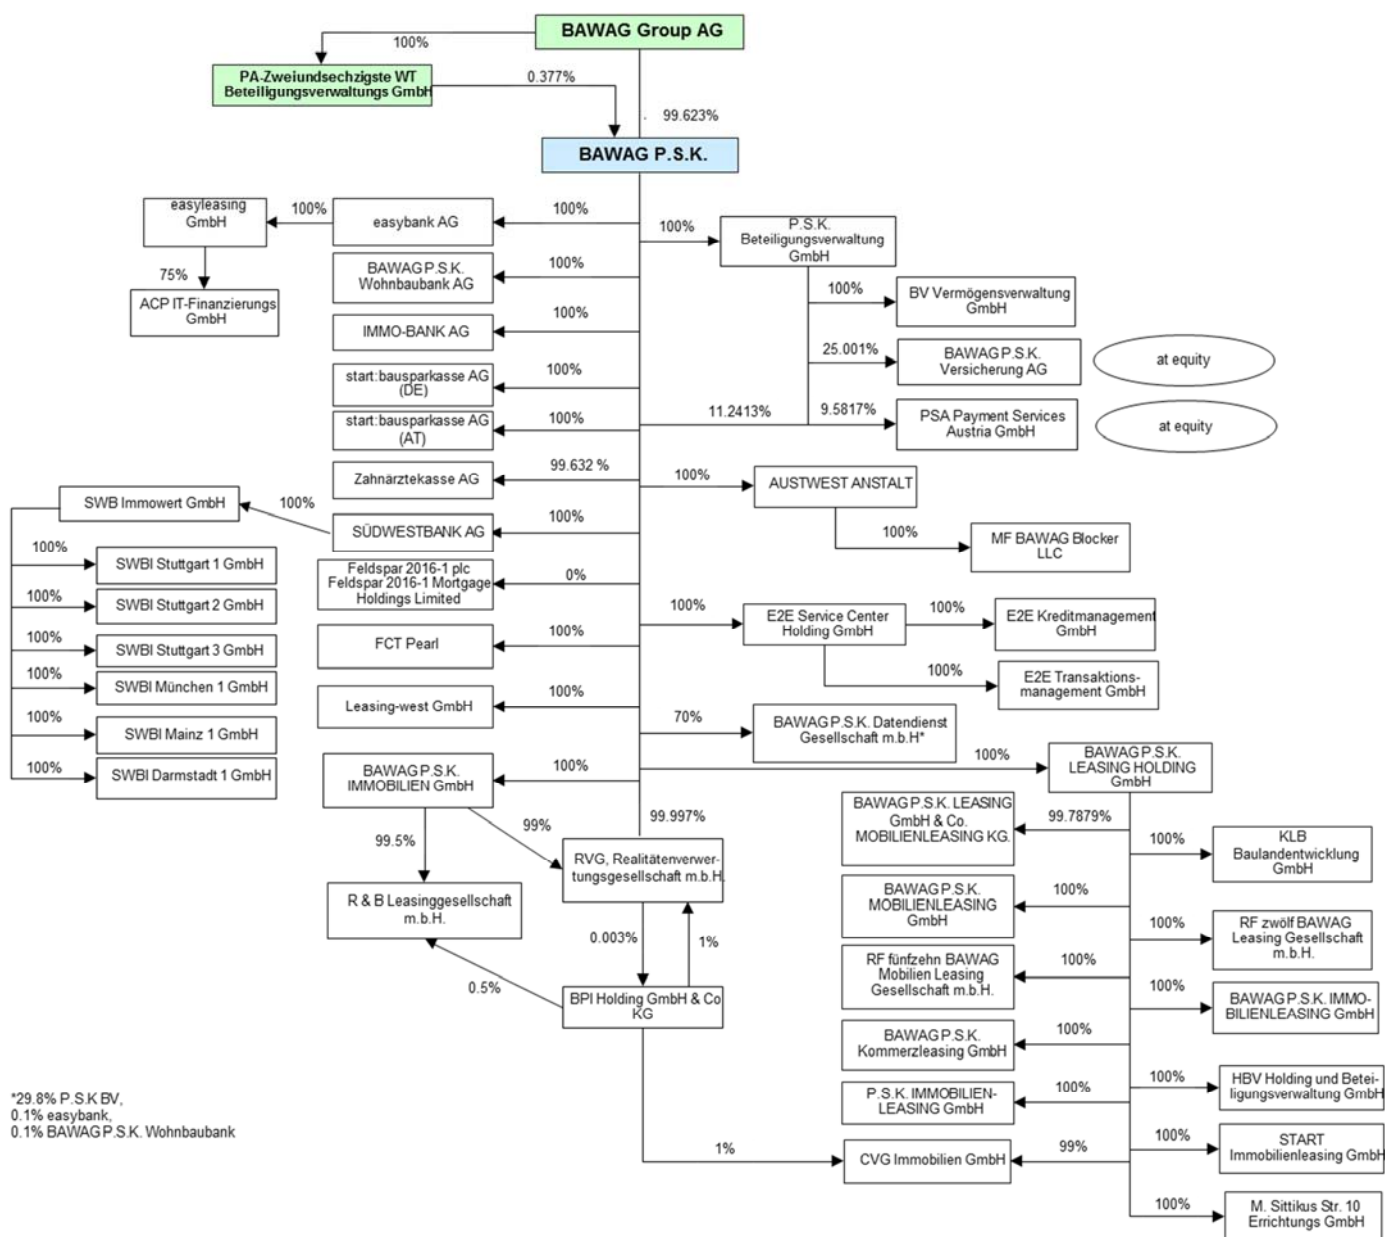 BAWAG Group AG
100%
PA-Zweiundsechzigste WT
Beteiligungsverwaltungs GmbH
0.377%
99.623%
BAWAG P.S.K.
easyleasing
GmbH
100%
easybank AG
100%
100%
P.S.K.
Beteiligungsverwaltung
GmbH
75%
BAWAG P.S.K.
Wohnbaubank AG
100%
ACP IT-Finanzierungs
GmbH
100%
BV Vermögensverwaltung
GmbH
IMMO-BANK AG
100%
25.001%
BAWAG P.S.K.
Versicherung AG
at equity
start:bausparkasse AG
(DE)
100%
11.2413%
9.5817%
PSA Payment Services
Austria GmbH
at equity
start:bausparkasse AG
(AT)
100%
Zahnärztekasse AG
99.632 %
100%
AUSTWEST ANSTALT
SWB Immowert GmbH
100%
SÜDWESTBANK AG
100%
100%
MF BAWAG Blocker
LLC
100%
SWBI Stuttgart 1 GmbH
Feldspar 2016-1 plc
Feldspar 2016-1 Mortgage
Holdings Limited
0%
100%
SWBI Stuttgart 2 GmbH
100%
E2E Service Center
Holding GmbH
100%
E2E Kreditmanagement
GmbH
100%
SWBI Stuttgart 3 GmbH
FCT Pearl
100%
100%
E2E Transaktions-
management GmbH
100%
SWBI München 1 GmbH
Leasing-west GmbH
100%
100%
SWBI Mainz 1 GmbH
70%
BAWAG P.S.K. Datendienst
Gesellschaft m.b.H*
100%
SWBI Darmstadt 1 GmbH
BAWAG P.S.K.
IMMOBILIEN GmbH
100%
100%
BAWAG P.S.K.
LEASING HOLDING
GmbH
99.5%
99%
99.997%
BAWAG P.S.K. LEASING
GmbH & Co.
MOBILIENLEASING KG.
99.7879%
100%
KLB
Baulandentwicklung
GmbH
RVG, Realitätenverwer-
tungsgesellschaft m.b.H.
R & B Leasinggesellschaft
m.b.H.
BAWAG P.S.K.
MOBILIENLEASING
GmbH
100%
100%
RF zwölf BAWAG
Leasing Gesellschaft
m.b.H.
0.003%
1%
RF fünfzehn BAWAG
Mobilien Leasing
Gesellschaft m.b.H.
100%
0.5%
BPI Holding GmbH & Co
KG
100%
BAWAG P.S.K. IMMO-
BILIENLEASING GmbH
BAWAG P.S.K.
Kommerzleasing GmbH
100%
100%
HBV Holding und Betei-
ligungsverwaltung GmbH
P.S.K. IMMOBILIEN-
LEASING GmbH
100%
*29.8% P.S.K BV,
0.1% easybank,
0.1% BAWAG P.S.K. Wohnbaubank
1%
CVG Immobilien GmbH
99%
100%
START
Immobilienleasing GmbH
100%
M. Sittikus Str. 10
Errichtungs GmbH